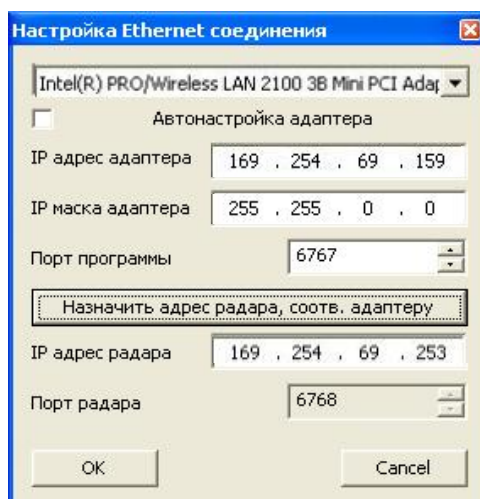 Настройка Ethernet соединения
Intel(R) PRO/Wireless LAN 2100 3B Mini PCI Adap
Автонастройка адаптера
IP адрес адаптера 169 . 254 . 69 . 159
IP маска адаптера 255 . 255 . 0 . 0
Порт программы 6767
Назначить адрес радара, соотв. адаптеру
IP адрес радара 169 . 254 . 69 . 253
Порт радара 6768
OK Cancel